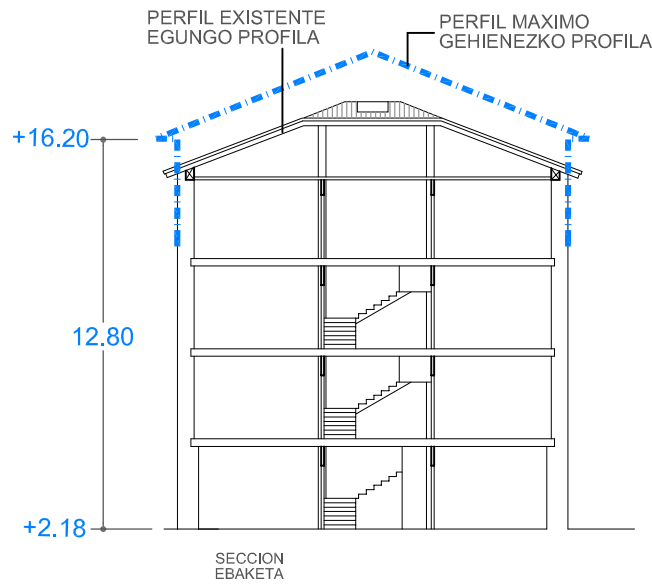 PERFIL EXISTENTE
EGUNGO PROFILA
PERFIL MAXIMO
GEHIENEZKO PROFILA
+16.20
12.80
+2.18
SECCION
EBAKETA